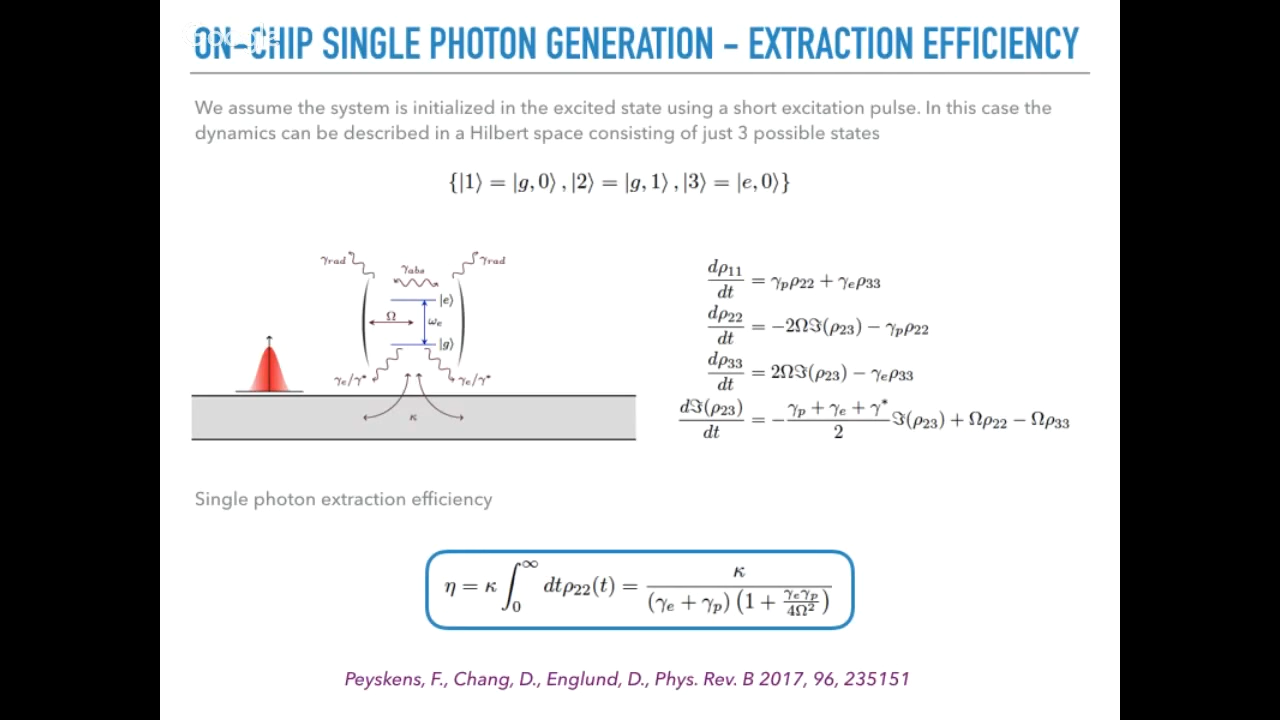 ON-CHIP SINGLE PHOTON GENERATION - EXTRACTION EFFICIENCY
Google
We assume the system is initialized in the excited state using a short excitation pulse. In this case the
dynamics can be described in a Hilbert space consisting of just 3 possible states
{|1⟩ = |g, 0⟩ , |2⟩ = |g, 1⟩ , |3⟩ = |e, 0⟩}
γrad γabs γrad
|e⟩
Ω ωe
|g⟩
γe/γ* γe/γ*
κ
dρ11/dt = γpρ22 + γeρ33
dρ22/dt = −2Ωℑ(ρ23) − γpρ22
dρ33/dt = 2Ωℑ(ρ23) − γeρ33
dℑ(ρ23)/dt = −(γp + γe + γ*)/2 ℑ(ρ23) + Ωρ22 − Ωρ33
Single photon extraction efficiency
η = κ ∫₀^∞ dtρ22(t) = κ/((γe + γp)(1 + γeγp/4Ω²))
Peyskens, F., Chang, D., Englund, D., Phys. Rev. B 2017, 96, 235151